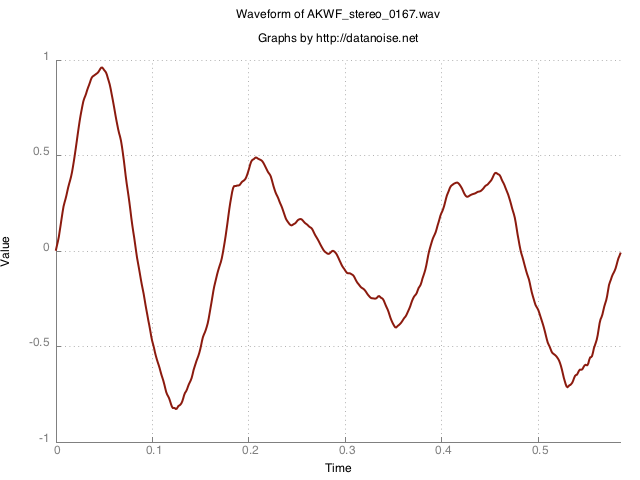 Waveform of AKWF_stereo_0167.wav
Graphs by http://datanoise.net
1
0.5
0
-0.5
-1
Value
0
0.1
0.2
0.3
0.4
0.5
Time